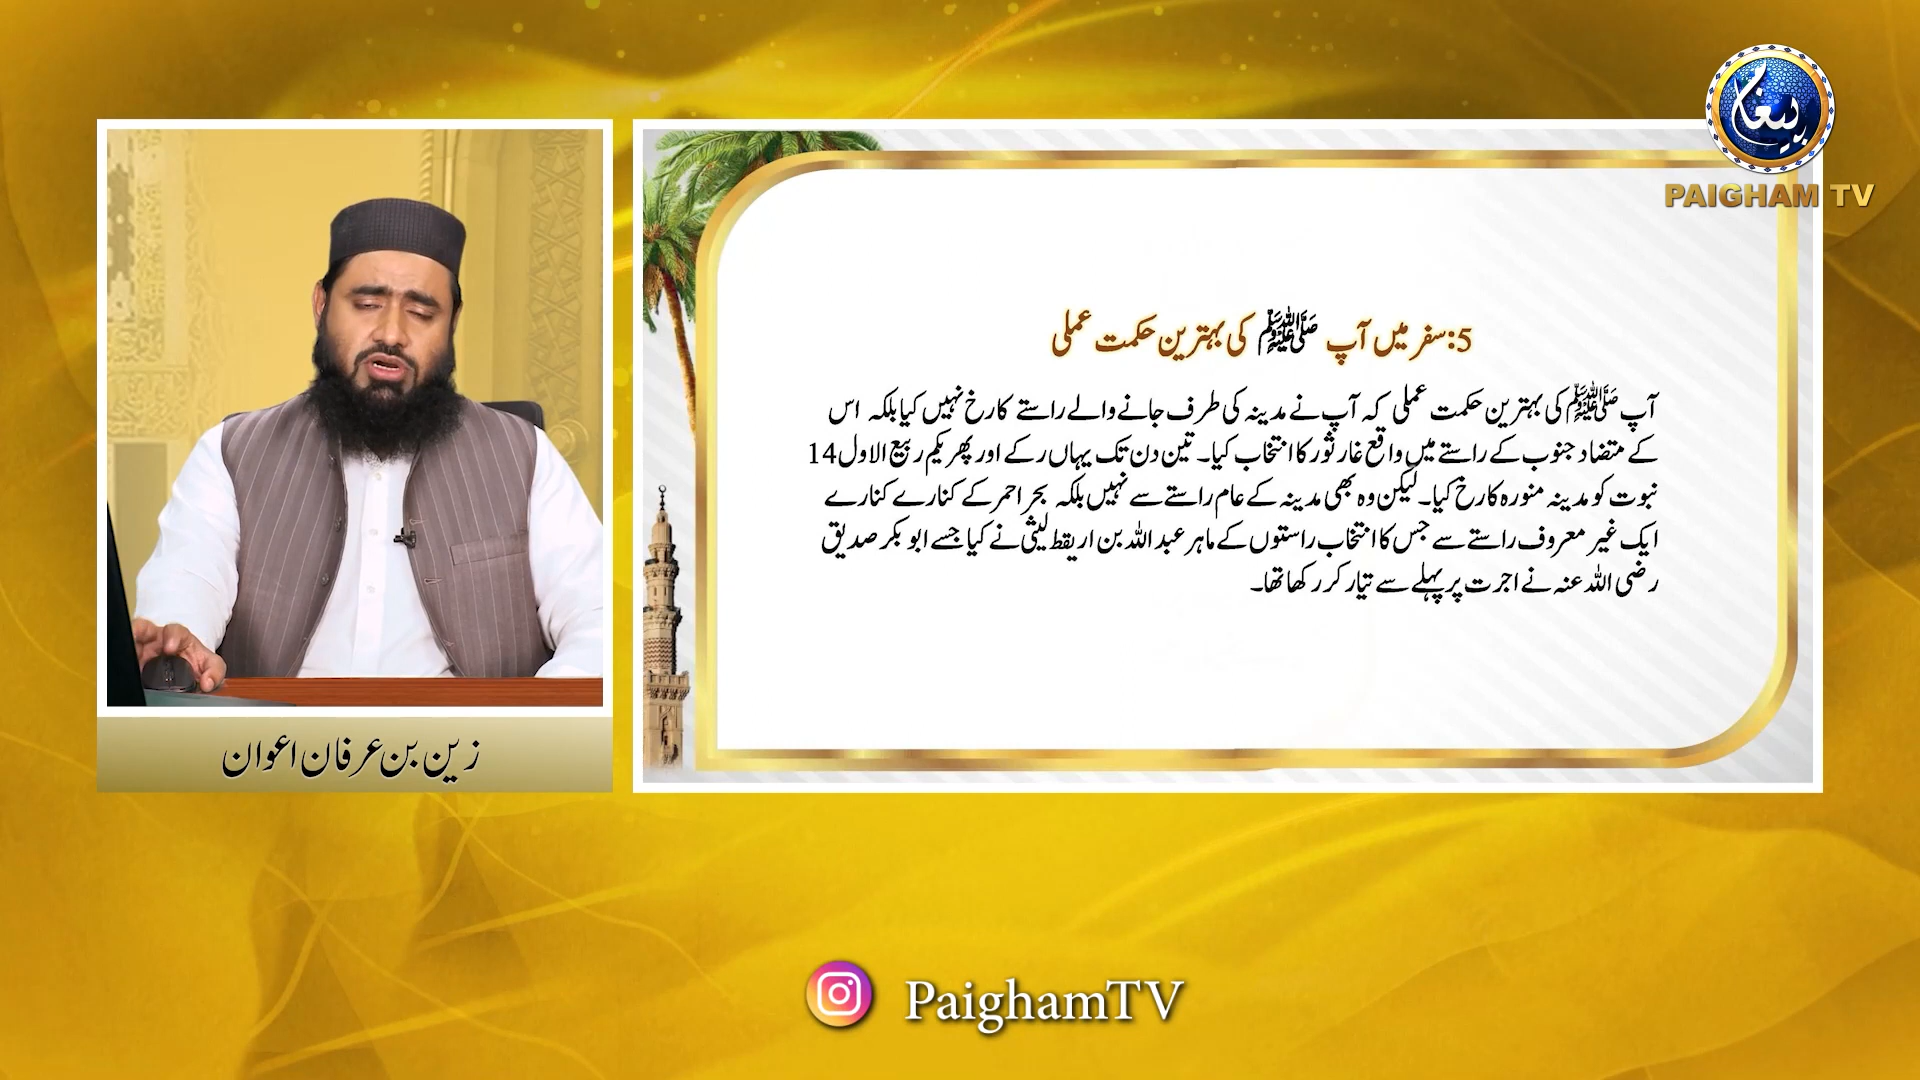 پیغام
PAIGHAM TV
5:سفر میں آپ ﷺ کی بہترین حکمت عملی
آپ ﷺ کی بہترین حکمت عملی کہ آپ نے مدینہ کی طرف جانے والے راستے کا رخ نہیں کیا بلکہ اس
کے متضاد جنوب کے راستے میں واقع غار ثور کا انتخاب کیا۔ تین دن تک یہاں رکے اور پھر یکم ربیع الاول 14
نبوت کو مدینہ منورہ کا رخ کیا۔ لیکن وہ بھی مدینہ کے عام راستے سے نہیں بلکہ بحر احمر کے کنارے کنارے
ایک غیر معروف راستے سے جس کا انتخاب راستوں کے ماہر عبد اللہ بن اریقط لیثی نے کیا جسے ابو بکر صدیق
رضی اللہ عنہ نے اجرت پر پہلے سے تیار کر رکھا تھا۔
زین بن عرفان اعوان
PaighamTV